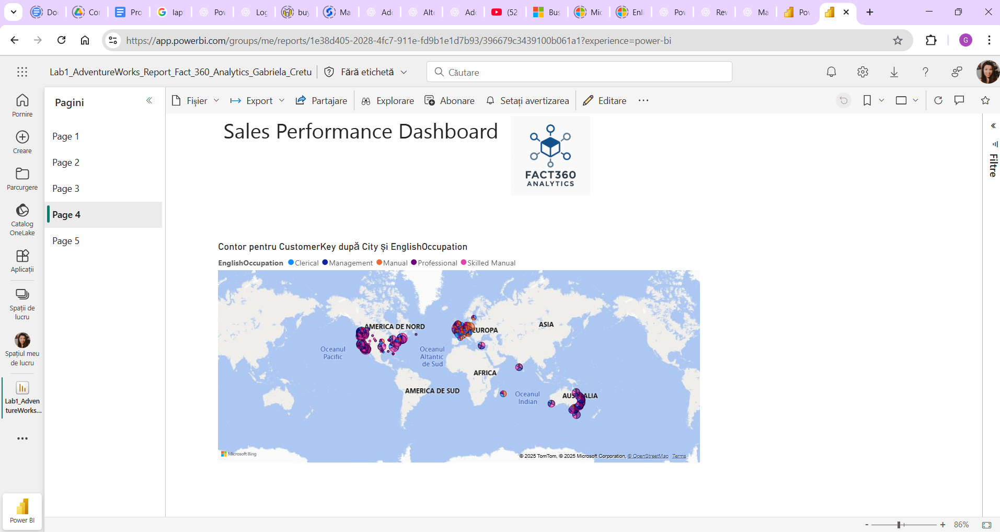 Do
Cor
Pro
lap
Pov
Log
buy
Ma
Adc
Alte
Adc
(52
Bus
Mic
Enli
Pov
Rev
Ma
Pov
https://app.powerbi.com/groups/me/reports/1e38d405-2028-4fc7-911e-fd9b1e1d7b93/396679c3439100b061a1?experience=power-bi
G
Lab1_AdventureWorks_Report_Fact_360_Analytics_Gabriela_Cretu
Fără etichetă
Căutare
Pornire
Creare
Parcurgere
Catalog
OneLake
Aplicații
Spații de
lucru
Spațiul meu
de lucru
Lab1_Adven
tureWorks...
Power BI
Pagini
Page 1
Page 2
Page 3
Page 4
Page 5
Fișier
Export
Partajare
Explorare
Abonare
Setați avertizarea
Editare
Filtre
Sales Performance Dashboard
FACT360
ANALYTICS
Contor pentru CustomerKey după City și EnglishOccupation
EnglishOccupation Clerical Management Manual Professional Skilled Manual
AMERICA DE NORD
EUROPA
ASIA
Oceanul
Pacific
Oceanul
Altantic
de Sud
AFRICA
AMERICA DE SUD
Oceanul
Indian
Microsoft Bing
© 2025 TomTom, © 2025 Microsoft Corporation, © OpenStreetMap Terms
- + 86%